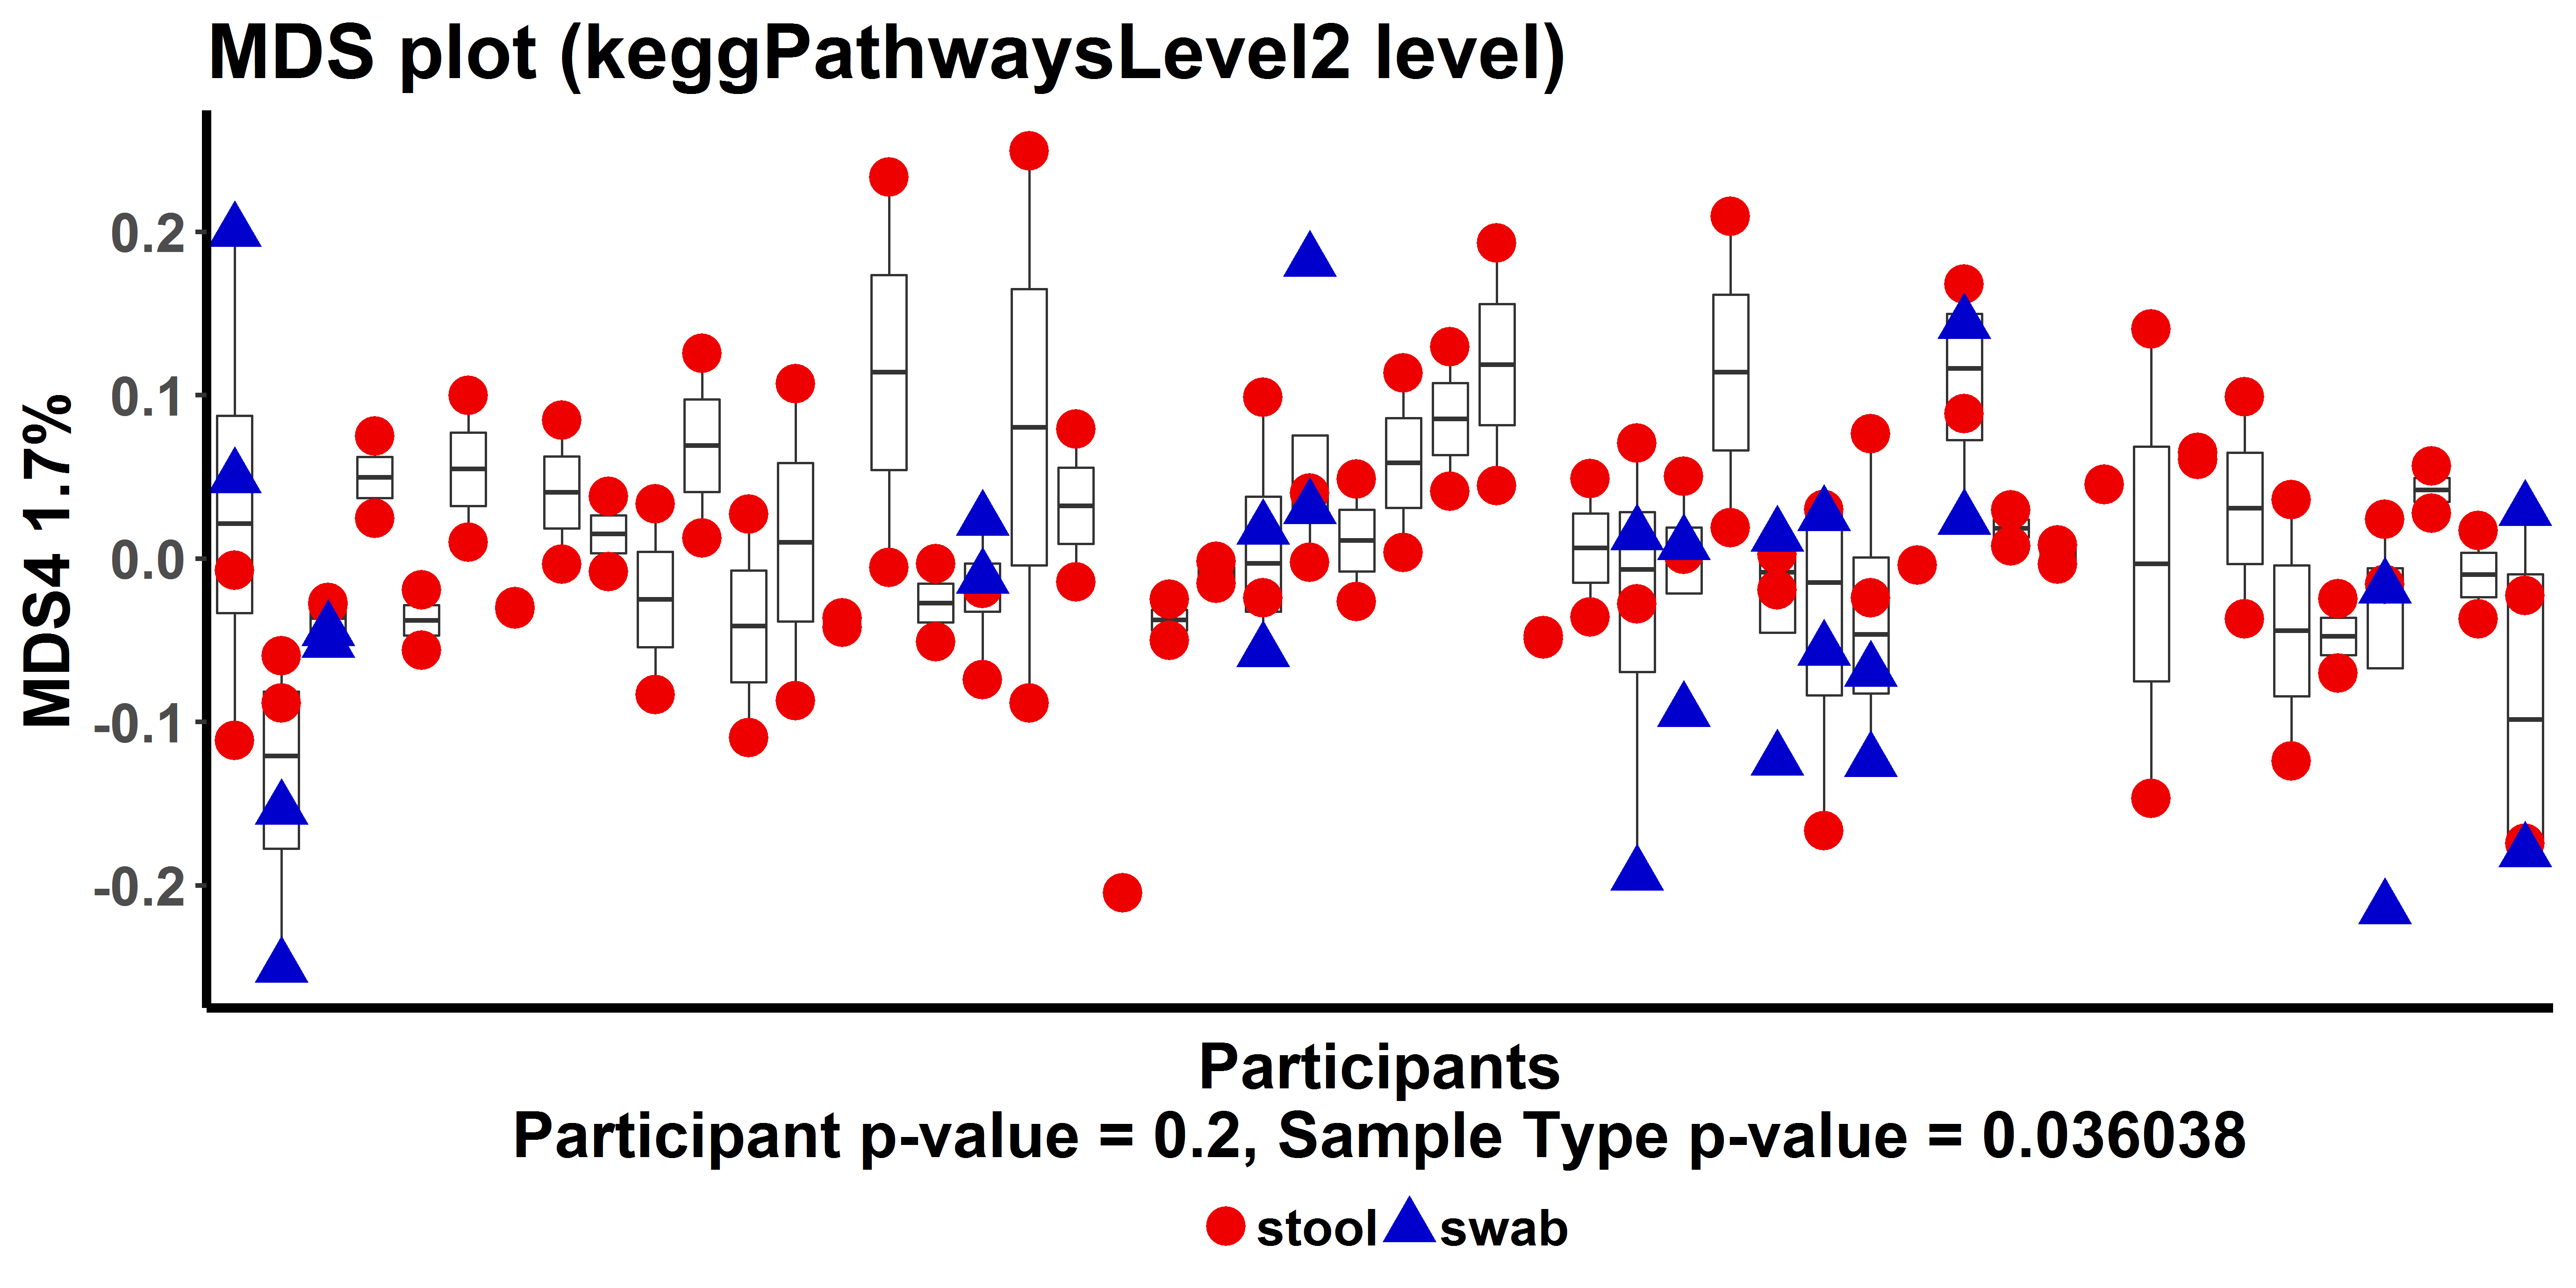 MDS plot (keggPathwaysLevel2 level)
MDS4 1.7%
0.2
0.1
0.0
-0.1
-0.2
Participants
Participant p-value = 0.2, Sample Type p-value = 0.036038
stool swab